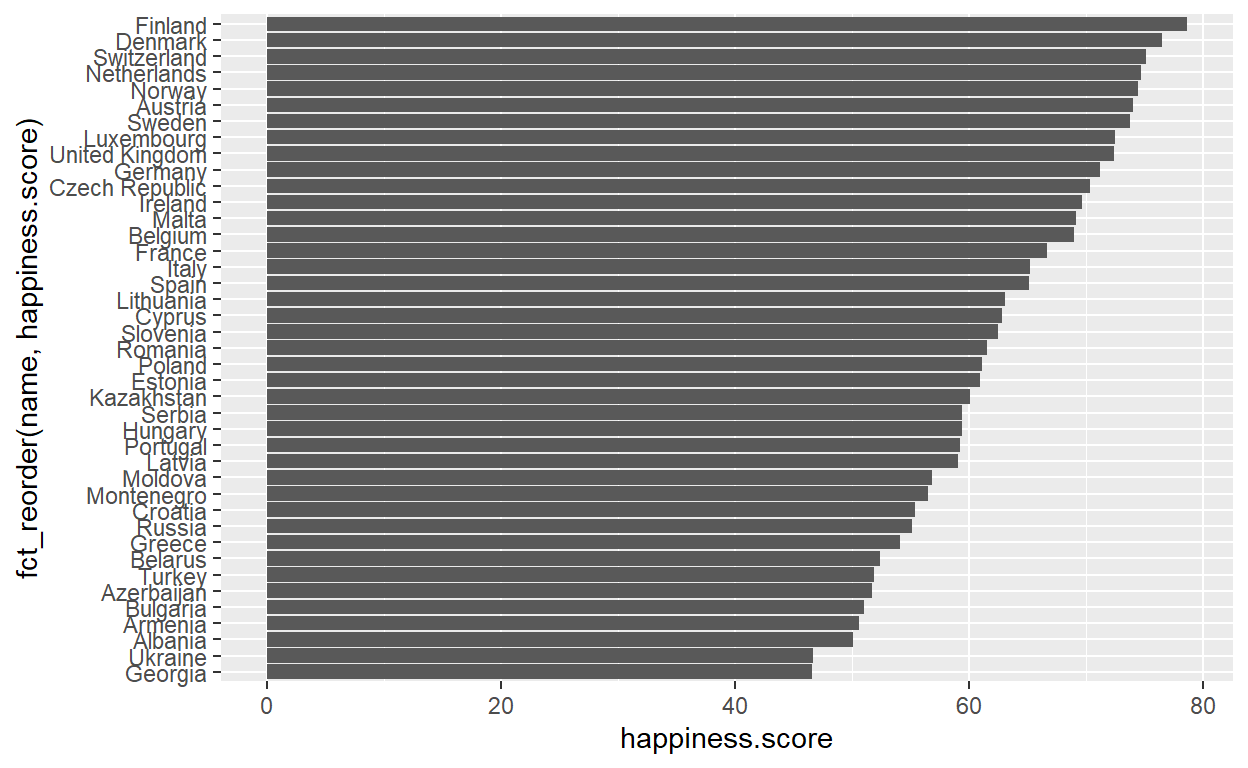 fct_reorder(name, happiness.score)
Finland
Denmark
Switzerland
Netherlands
Norway
Austria
Sweden
Luxembourg
United Kingdom
Germany
Czech Republic
Ireland
Malta
Belgium
France
Italy
Spain
Lithuania
Cyprus
Slovenia
Romania
Poland
Estonia
Kazakhstan
Serbia
Hungary
Portugal
Latvia
Moldova
Montenegro
Croatia
Russia
Greece
Belarus
Turkey
Azerbaijan
Bulgaria
Armenia
Albania
Ukraine
Georgia
0 20 40 60 80
happiness.score